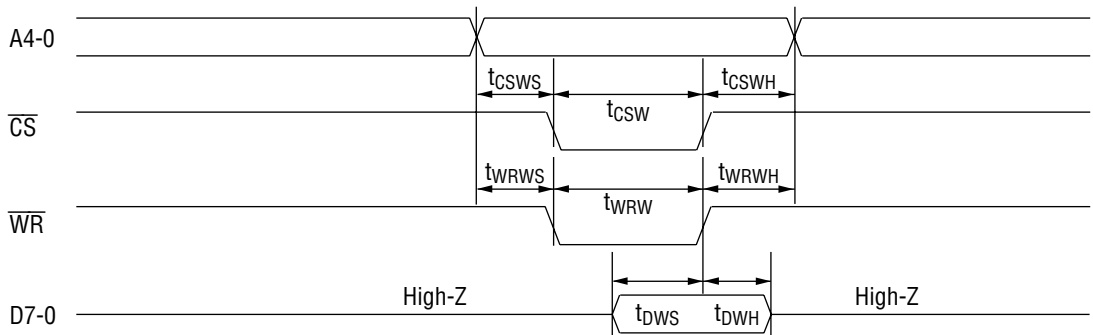 A4-0
tCSWS tCSW tCSWH
CS
tWRWS tWRW tWRWH
WR
High-Z High-Z
D7-0 tDWS tDWH